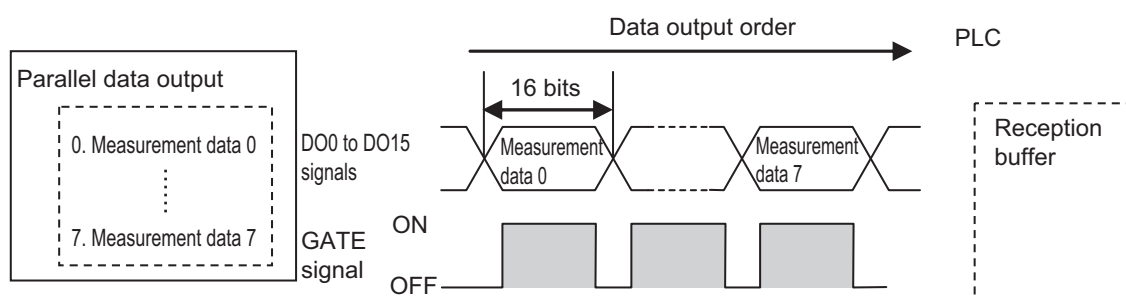 Data output order
PLC
Parallel data output
16 bits
0. Measurement data 0
DO0 to DO15
signals
Measurement
data 0
Measurement
data 7
Reception
buffer
7. Measurement data 7
GATE
signal
ON
OFF